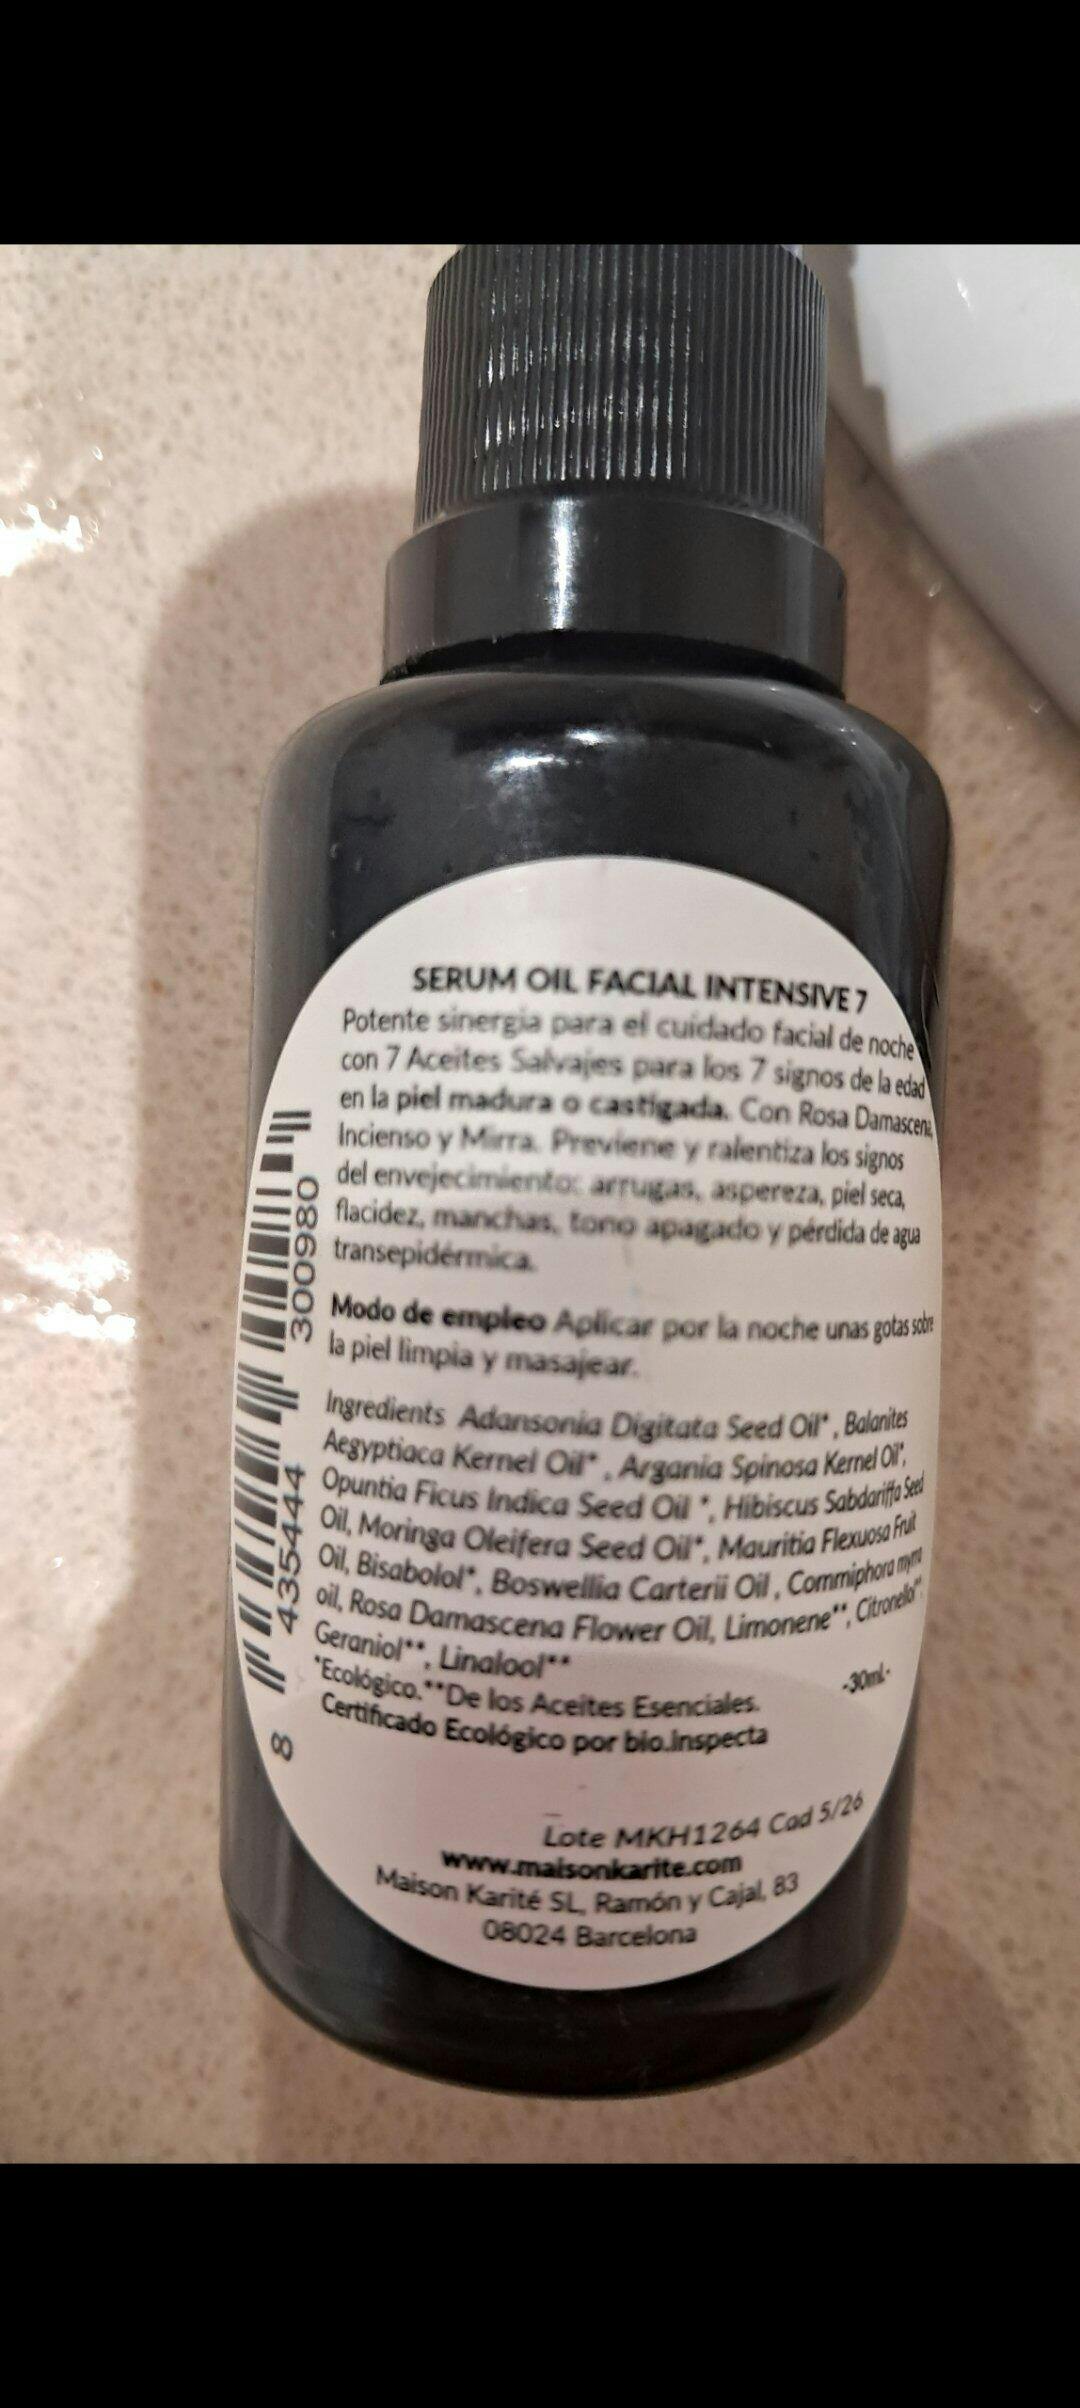 SERUM OIL FACIAL INTENSIVE 7
Potente sinergia para el cuidado facial de noche
con 7 Aceites Salvajes para los 7 signos de la edad
en la piel madura o castigada. Con Rosa Damascena,
Incienso y Mirra. Previene y ralentiza los signos
del envejecimiento: arrugas, aspereza, piel seca,
flacidez, manchas, tono apagado y pérdida de agua
transepidérmica.
Modo de empleo Aplicar por la noche unas gotas sobre
la piel limpia y masajear.
Ingredients Adansonia Digitata Seed Oil*, Balanites
Aegyptiaca Kernel Oil* , Argania Spinosa Kernel Oil*,
Opuntia Ficus Indica Seed Oil *, Hibiscus Sabdariffa Seed
Oil, Moringa Oleifera Seed Oil*, Mauritia Flexuosa Fruit
Oil, Bisabolol*, Boswellia Carterii Oil , Commiphora myrra
oil, Rosa Damascena Flower Oil, Limonene**, Citronellol**,
Geraniol**, Linalool**
*Ecológico.**De los Aceites Esenciales.
-30mL-
Certificado Ecológico por bio.inspecta
Lote MKH1264 Cad 5/26
www.maisonkarite.com
Maison Karité SL, Ramón y Cajal, 83
08024 Barcelona
8 435444 300980